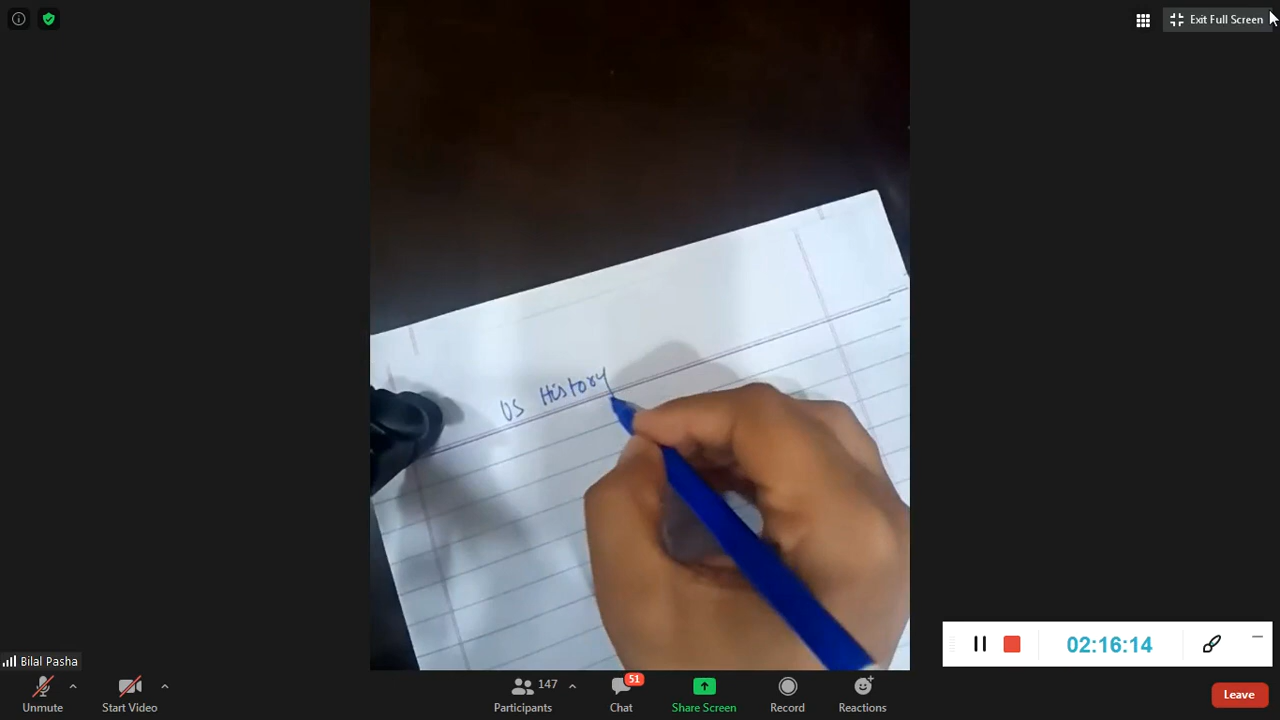 Exit Full Screen
US History
02:16:14
Bilal Pasha
Unmute
Start Video
147
Participants
51
Chat
Share Screen
Record
Reactions
Leave